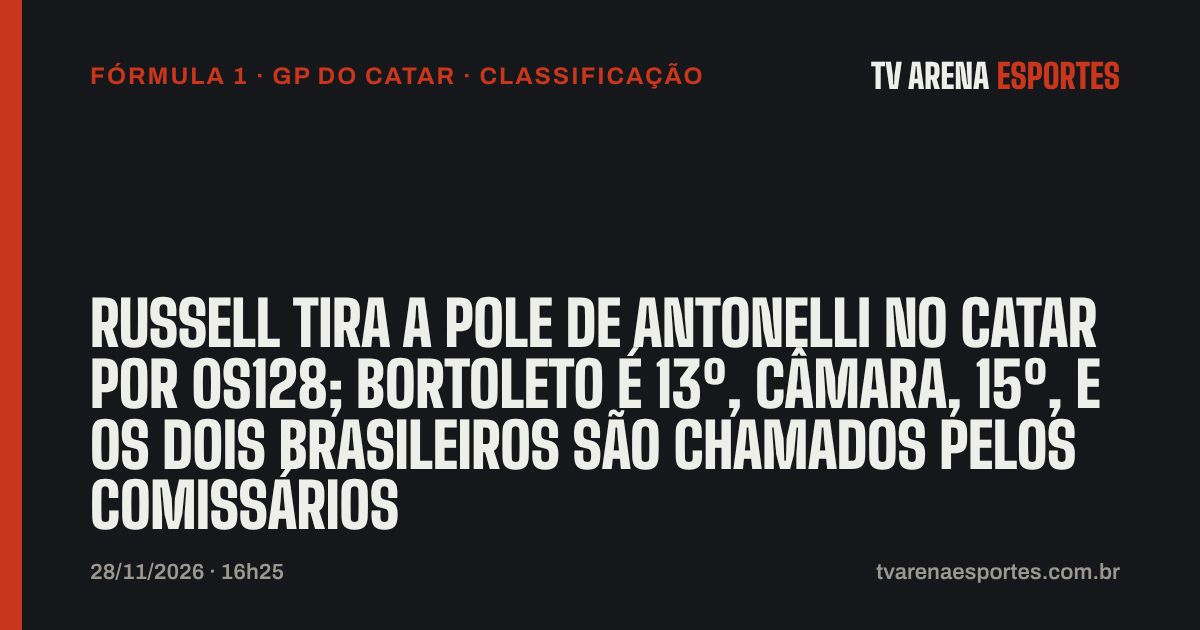 FÓRMULA 1 · GP DO CATAR · CLASSIFICAÇÃO
TV ARENA ESPORTES
RUSSELL TIRA A POLE DE ANTONELLI NO CATAR
POR 0S128; BORTOLETO É 13º, CÂMARA, 15º, E
OS DOIS BRASILEIROS SÃO CHAMADOS PELOS
COMISSÁRIOS
28/11/2026 · 16h25
tvarenaesportes.com.br